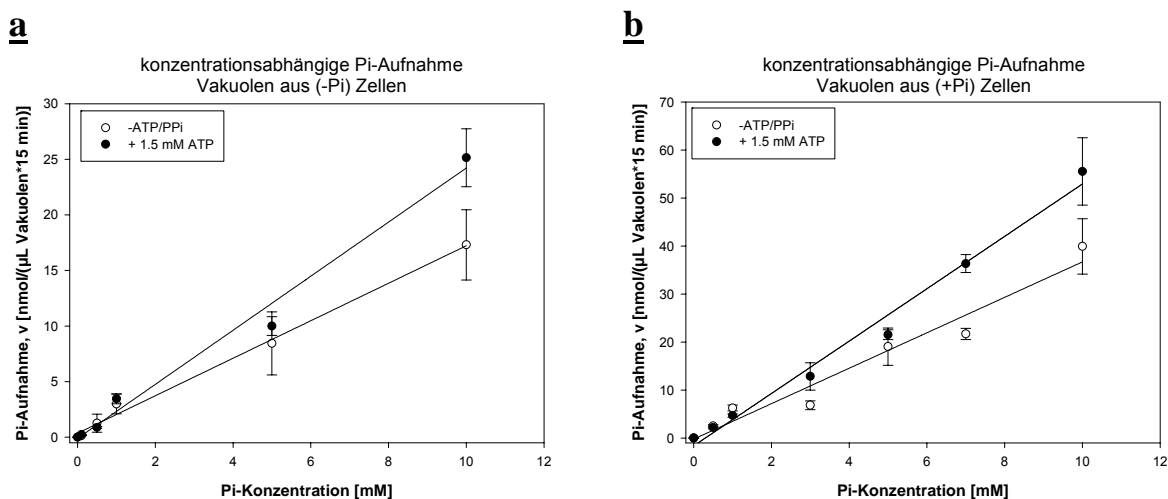 a
konzentrationsabhängige Pi-Aufnahme
Vakuolen aus (-Pi) Zellen
30
25
20
15
10
5
0
-ATP/PPi
+ 1.5 mM ATP
Pi-Aufnahme, v [nmol/(µL Vakuolen*15 min)]
0 2 4 6 8 10 12
Pi-Konzentration [mM]
b
konzentrationsabhängige Pi-Aufnahme
Vakuolen aus (+Pi) Zellen
70
60
50
40
30
20
10
0
-ATP/PPi
+ 1.5 mM ATP
Pi-Aufnahme, v [nmol/(µL Vakuolen*15 min)]
0 2 4 6 8 10 12
Pi-Konzentration [mM]